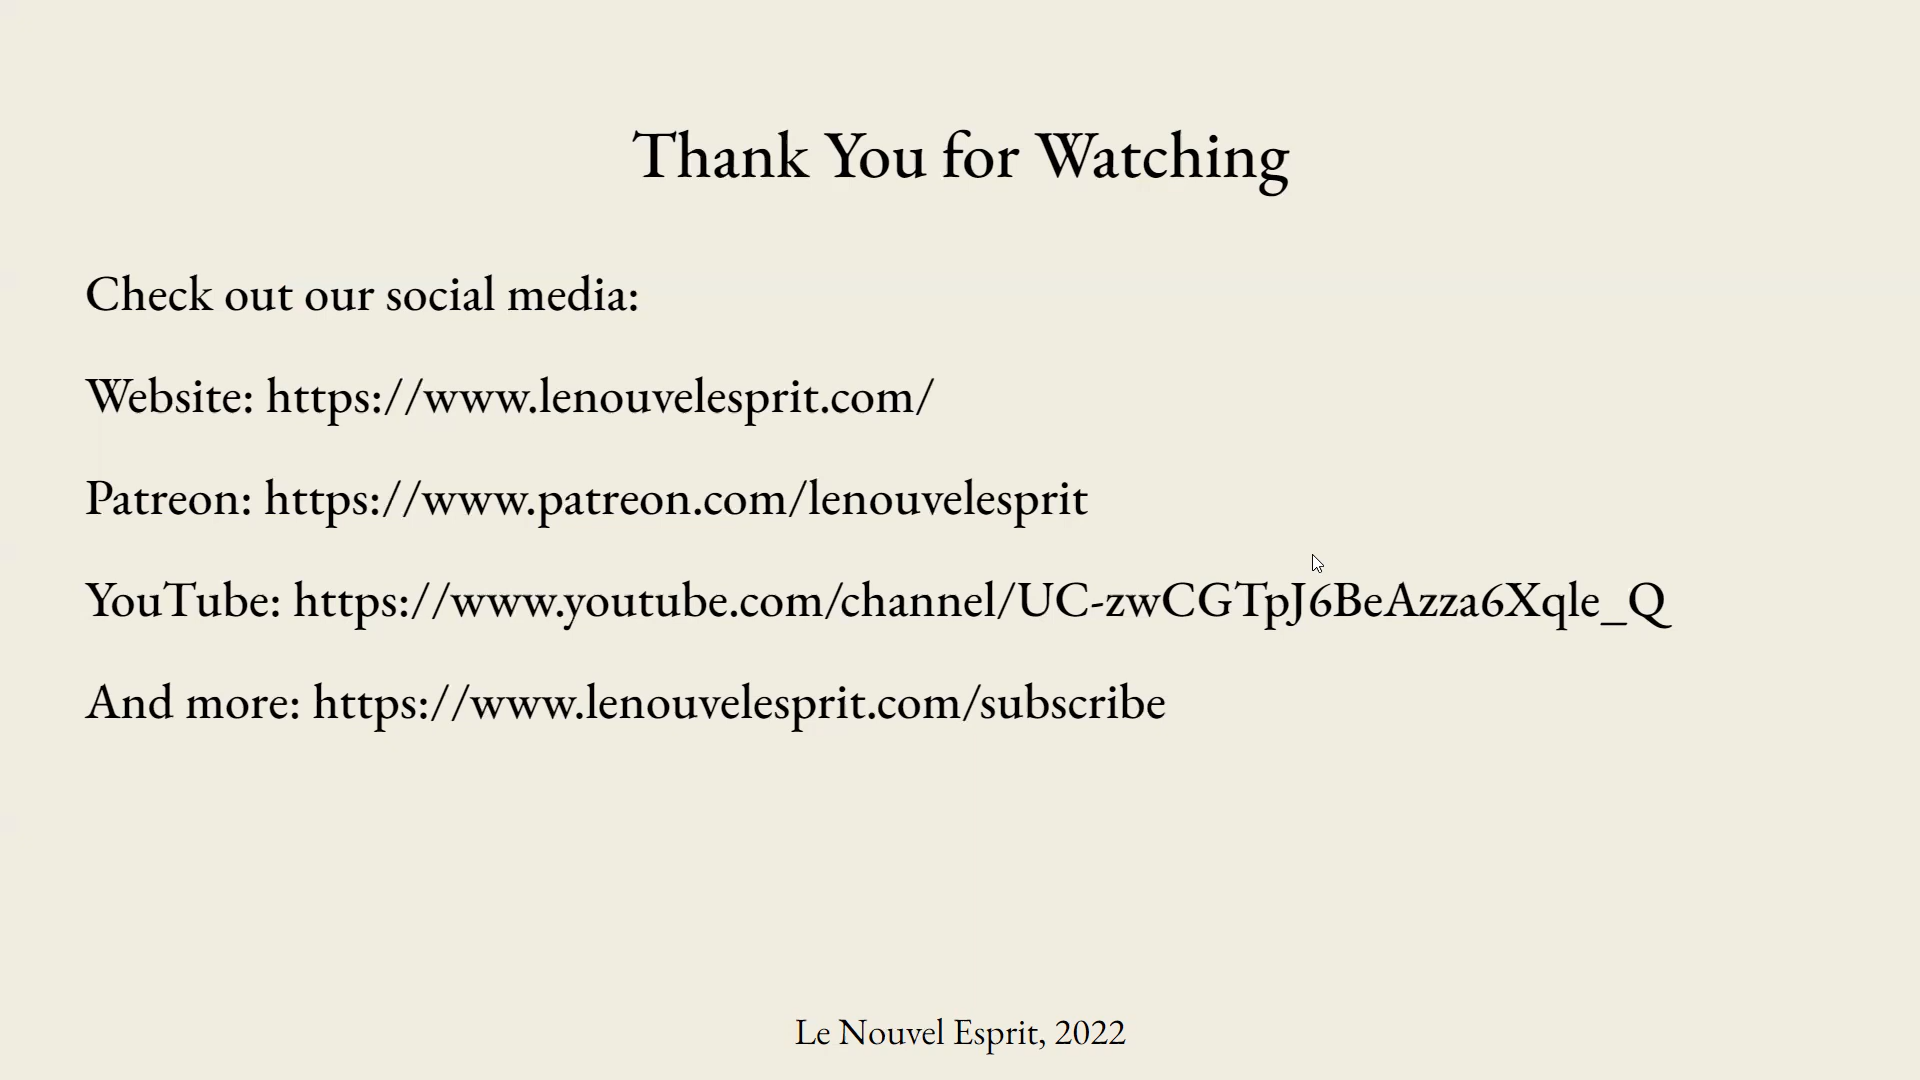 Thank You for Watching
Check out our social media:
Website: https://www.lenouvelesprit.com/
Patreon: https://www.patreon.com/lenouvelesprit
YouTube: https://www.youtube.com/channel/UC-zwCGTpJ6BeAzza6Xqle_Q
And more: https://www.lenouvelesprit.com/subscribe
Le Nouvel Esprit, 2022